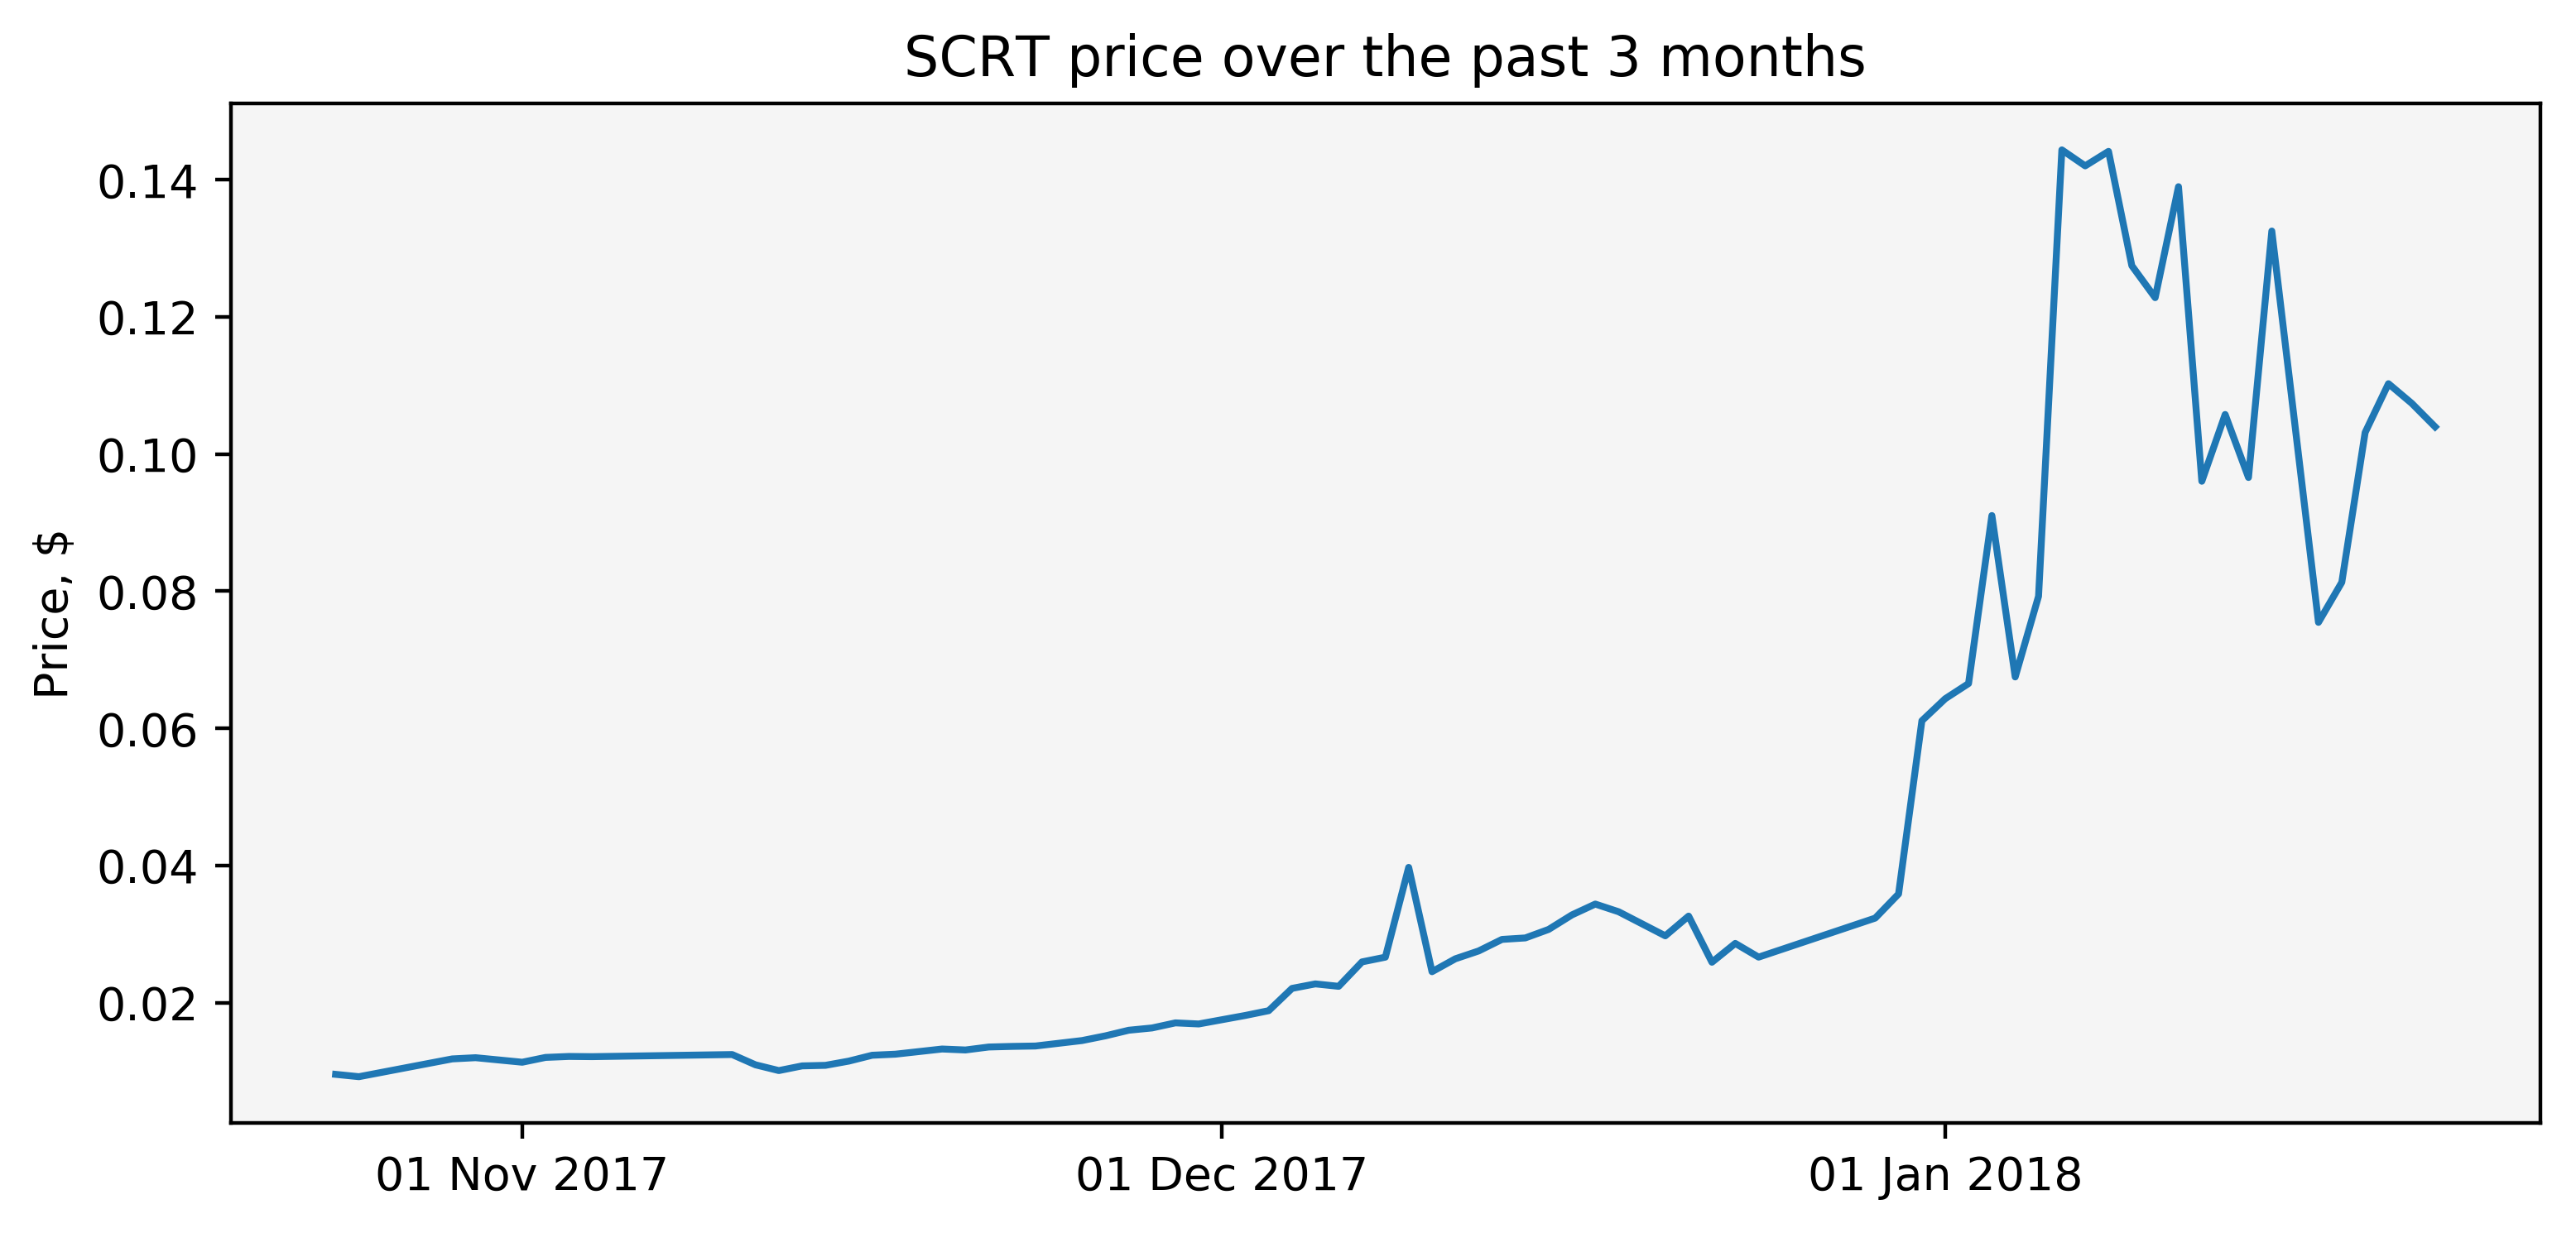 SCRT price over the past 3 months
Price, $
0.14
0.12
0.10
0.08
0.06
0.04
0.02
01 Nov 2017
01 Dec 2017
01 Jan 2018